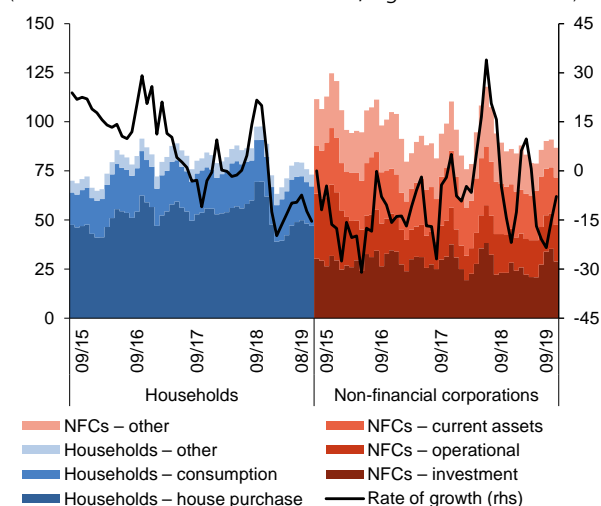 150
45
125
30
100
15
75
0
50
-15
25
-30
0
-45
09/15
09/16
09/17
09/18
08/19
09/15
09/16
09/17
09/18
09/19
Households
Non-financial corporations
NFCs – other
NFCs – current assets
Households – other
NFCs – operational
Households – consumption
NFCs – investment
Households – house purchase
Rate of growth (rhs)